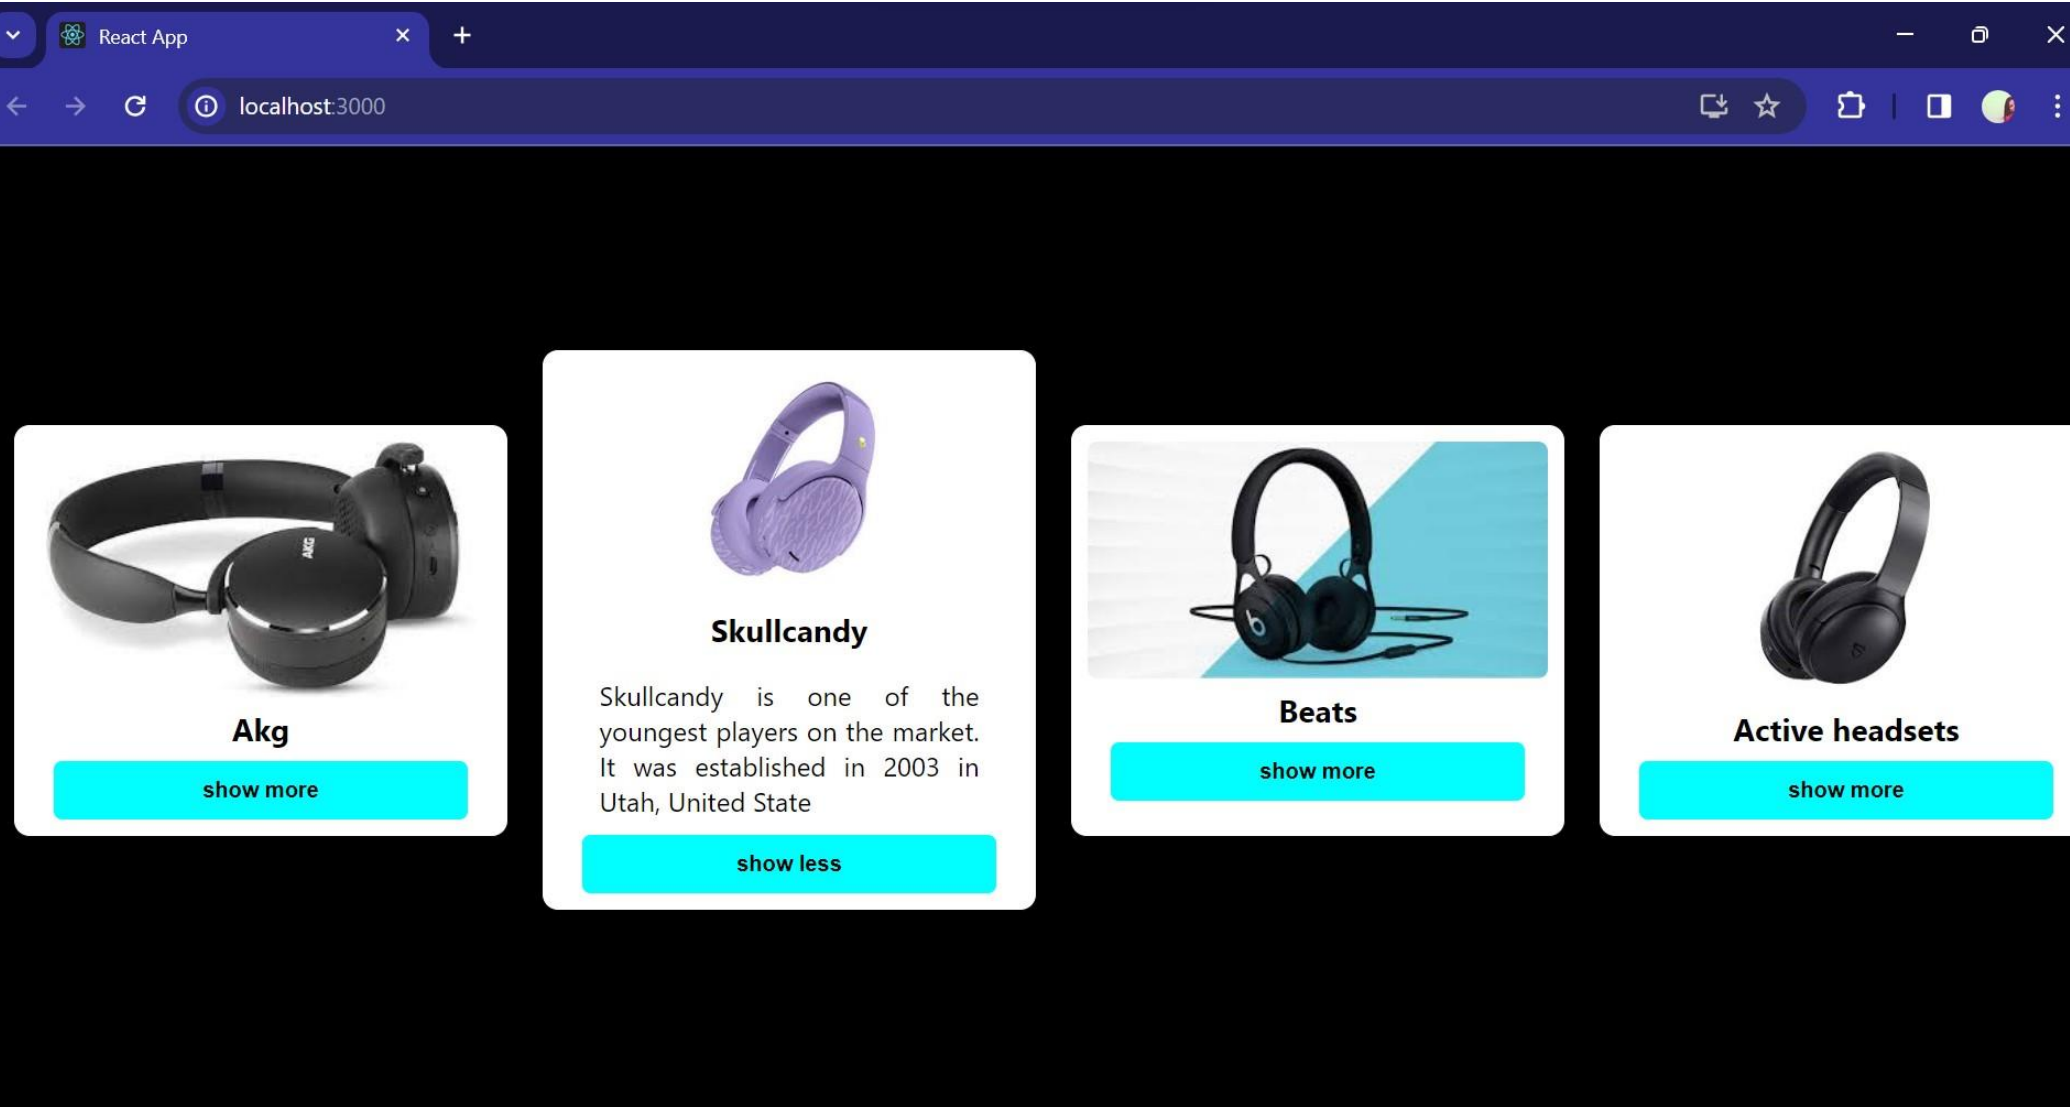 React App
localhost:3000
AKG
Akg
show more
Skullcandy
Skullcandy is one of the
youngest players on the market.
It was established in 2003 in
Utah, United State
show less
b
Beats
show more
Active headsets
show more